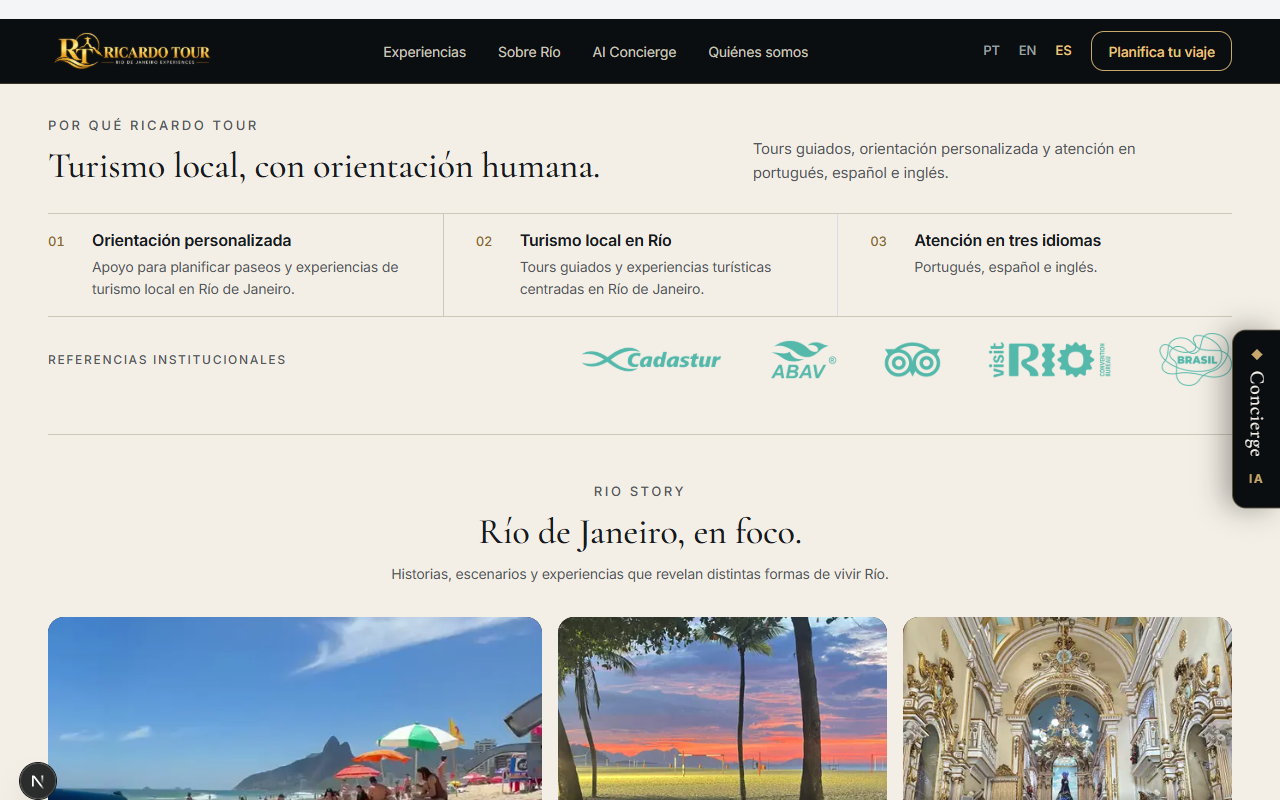 RT RICARDO TOUR
RIO DE JANEIRO EXPERIENCES
Experiencias
Sobre Río
AI Concierge
Quiénes somos
PT
EN
ES
Planifica tu viaje
POR QUÉ RICARDO TOUR
Turismo local, con orientación humana.
Tours guiados, orientación personalizada y atención en
portugués, español e inglés.
01
Orientación personalizada
Apoyo para planificar paseos y experiencias de
turismo local en Río de Janeiro.
02
Turismo local en Río
Tours guiados y experiencias turísticas
centradas en Río de Janeiro.
03
Atención en tres idiomas
Portugués, español e inglés.
REFERENCIAS INSTITUCIONALES
Cadastur
ABAV®
visit RIO CONVENTION BUREAU
BRASIL
Concierge
IA
RIO STORY
Río de Janeiro, en foco.
Historias, escenarios y experiencias que revelan distintas formas de vivir Río.
N